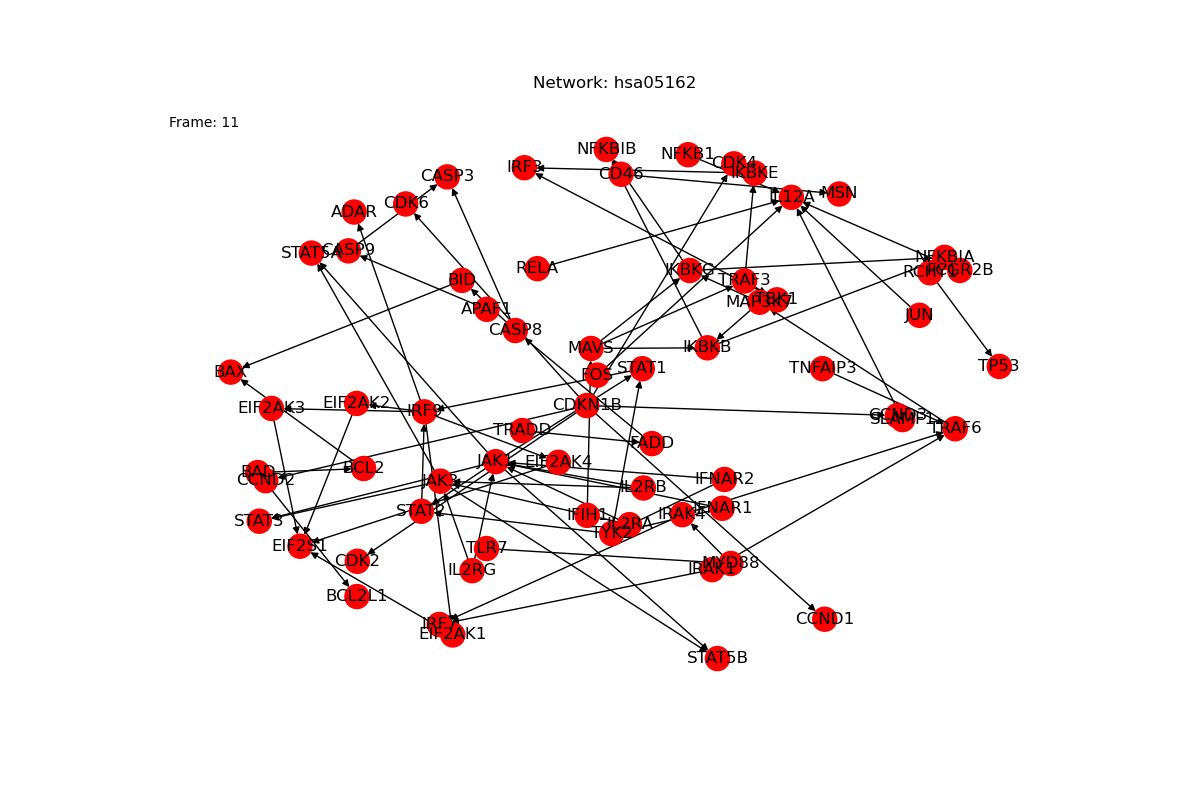 Network: hsa05162
Frame: 11
NFKBIB
NFKB1
CDK4
IRF3
CD46
IKBKE
CASP3
IL12A
MSN
CDK6
ADAR
STAT5A
CASP9
NFKBIA
RCHY1
FCGR2B
RELA
IKBKG
TRAF3
BID
MAP3K7
TBK1
APAF1
JUN
CASP8
MAVS
IKBKB
TNFAIP3
TP53
BAX
FOS
STAT1
EIF2AK3
EIF2AK2
IRF9
CDKN1B
CCND3
SLAMF1
TRAF6
TRADD
FADD
BAD
CCND2
BCL2
JAK1
EIF2AK4
JAK3
IL2RB
IFNAR2
STAT3
STAT2
IFIH1
IL2RA
TYK2
IRAK4
IFNAR1
EIF2S1
CDK2
TLR7
IL2RG
MYD88
IRAK1
BCL2L1
IRF7
EIF2AK1
CCND1
STAT5B